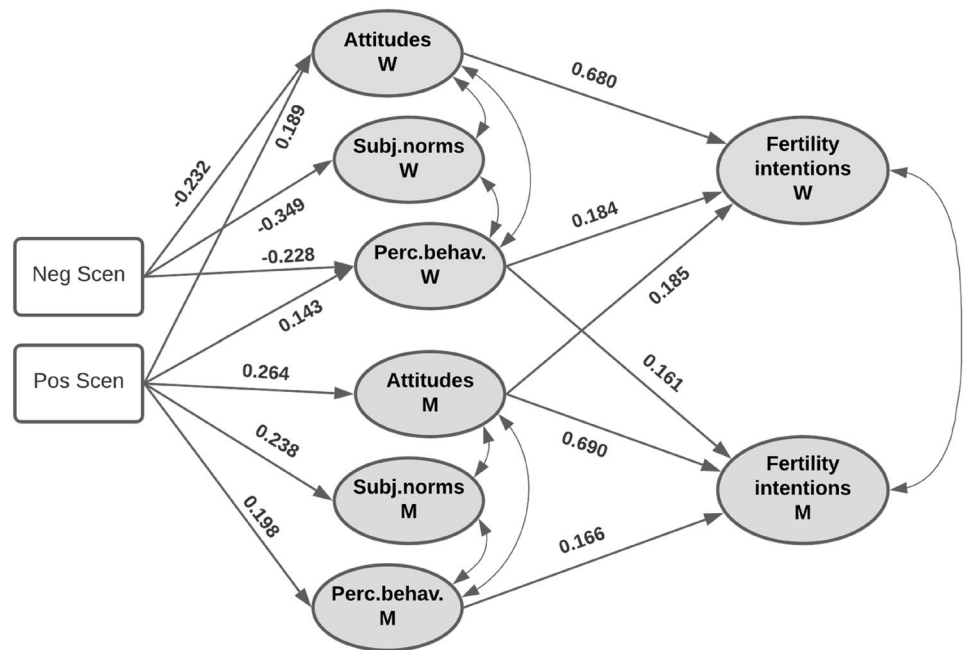 Attitudes
W
0.680
0.189
Subj.norms
W
Fertility
intentions
W
-0.232
-0.349
0.184
Neg Scen
-0.228
Perc.behav.
W
0.185
0.143
Pos Scen
0.264
Attitudes
M
0.161
0.238
0.690
Subj.norms
M
Fertility
intentions
M
0.198
0.166
Perc.behav.
M